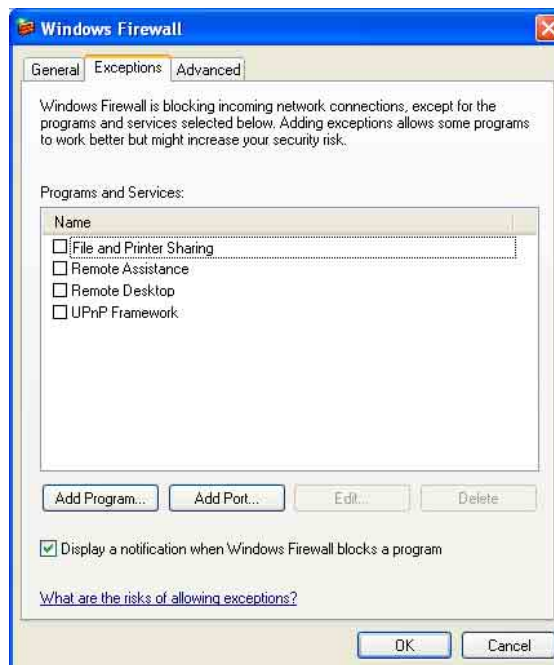 Windows Firewall
General Exceptions Advanced
Windows Firewall is blocking incoming network connections, except for the
programs and services selected below. Adding exceptions allows some programs
to work better but might increase your security risk.
Programs and Services:
Name
File and Printer Sharing
Remote Assistance
Remote Desktop
UPnP Framework
Add Program... Add Port... Edit... Delete
Display a notification when Windows Firewall blocks a program
What are the risks of allowing exceptions?
OK Cancel